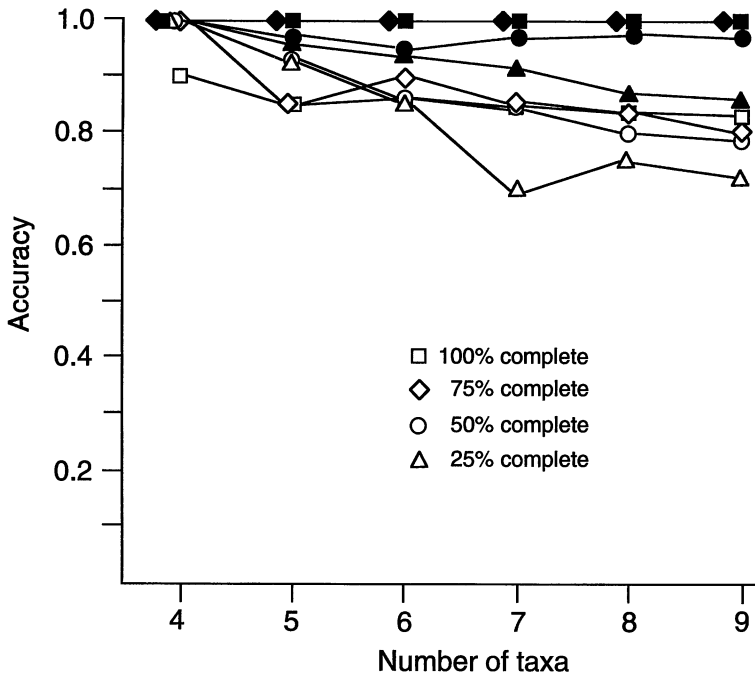 1.0
0.8
0.6
0.4
0.2
Accuracy
100% complete
75% complete
50% complete
25% complete
4 5 6 7 8 9
Number of taxa